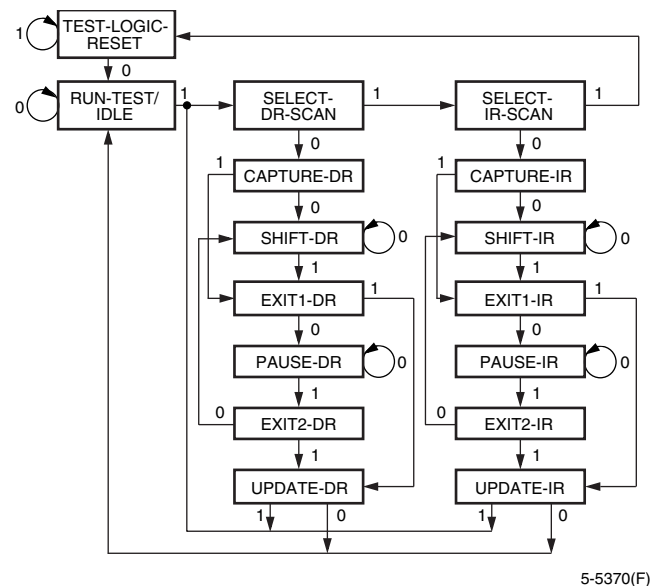 TEST-LOGIC-
RESET
1
0
RUN-TEST/
IDLE
0
1
SELECT-
DR-SCAN
1
SELECT-
IR-SCAN
1
0
0
1
CAPTURE-DR
1
CAPTURE-IR
0
0
SHIFT-DR
0
SHIFT-IR
0
1
1
EXIT1-DR
1
EXIT1-IR
1
0
0
PAUSE-DR
0
PAUSE-IR
0
1
1
0
EXIT2-DR
0
EXIT2-IR
1
1
UPDATE-DR
UPDATE-IR
1
0
1
0
5-5370(F)